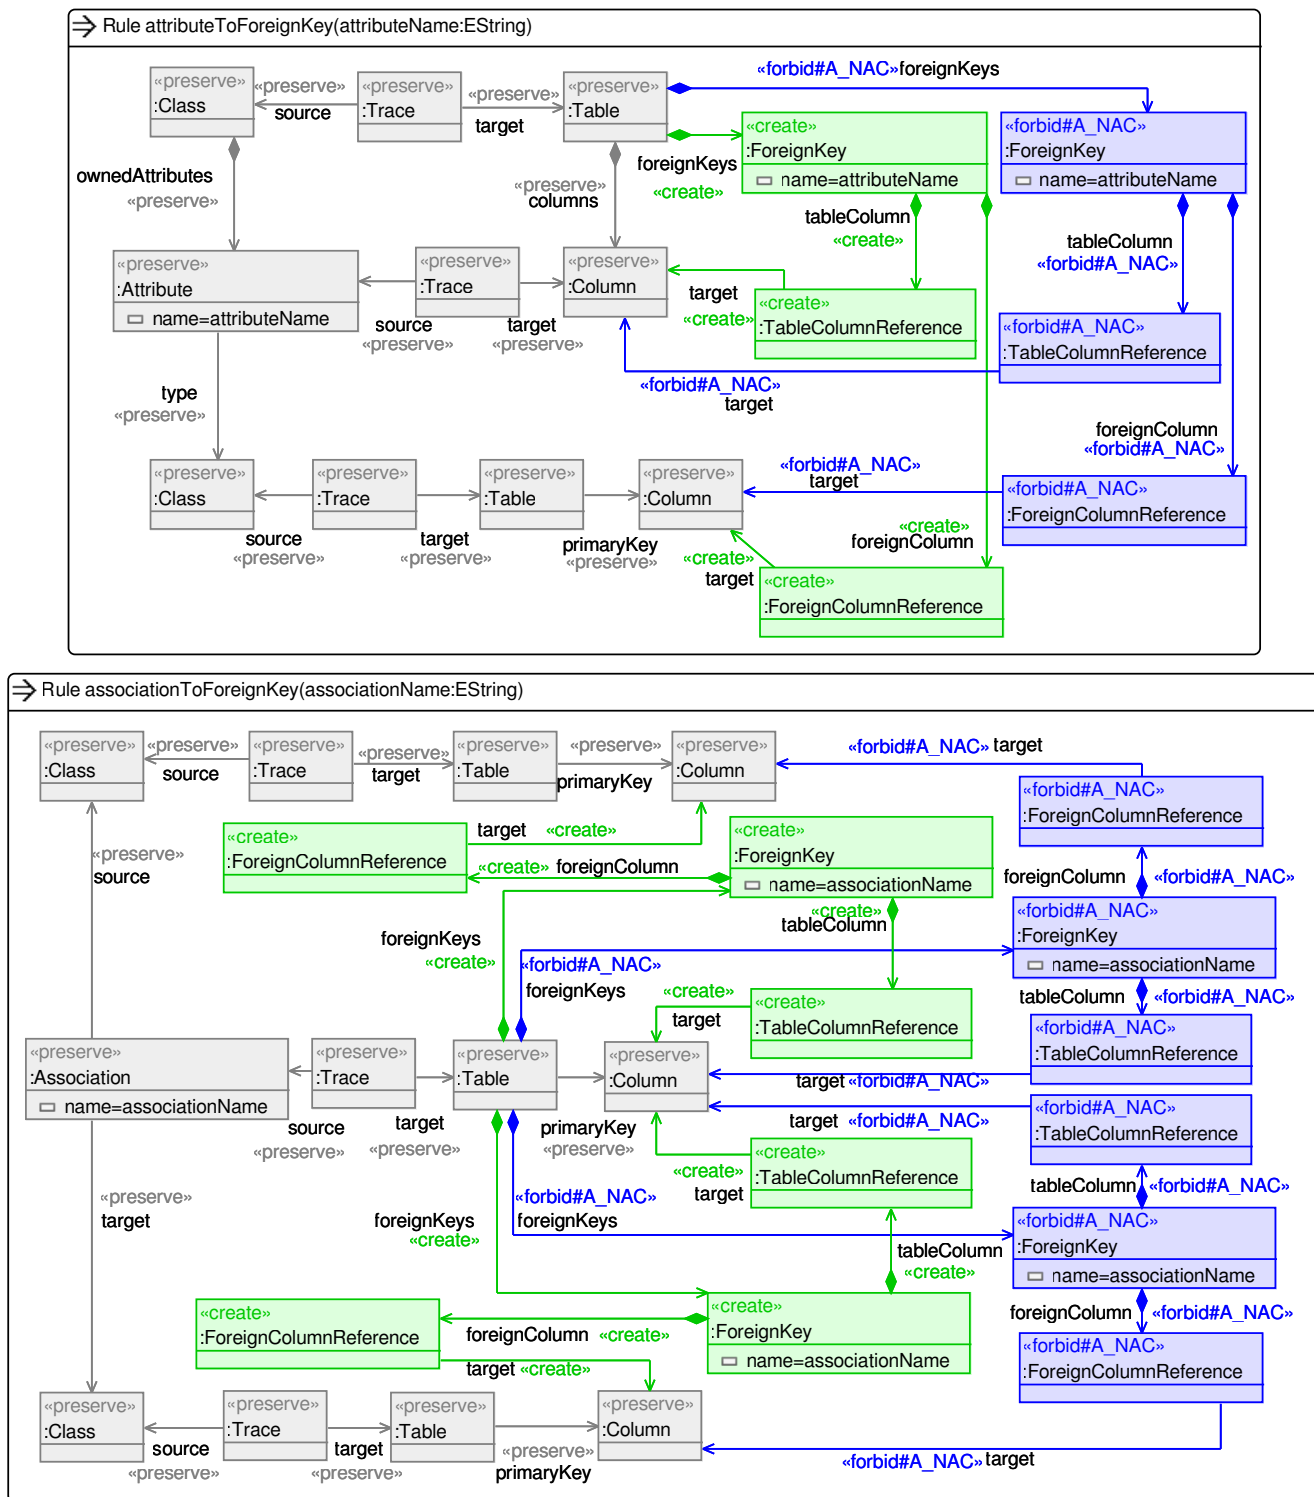 Rule attributeToForeignKey(attributeName:EString)
«preserve»
:Class
«preserve»
source
«preserve»
:Trace
«preserve»
target
«preserve»
:Table
«forbid#A_NAC»foreignKeys
foreignKeys
«create»
«create»
:ForeignKey
name=attributeName
«forbid#A_NAC»
:ForeignKey
name=attributeName
ownedAttributes
«preserve»
«preserve»
columns
tableColumn
«create»
tableColumn
«forbid#A_NAC»
«preserve»
:Attribute
name=attributeName
source
«preserve»
«preserve»
:Trace
target
«preserve»
«preserve»
:Column
target
«create»
«create»
:TableColumnReference
«forbid#A_NAC»
:TableColumnReference
«forbid#A_NAC»
target
type
«preserve»
foreignColumn
«forbid#A_NAC»
«preserve»
:Class
source
«preserve»
«preserve»
:Trace
target
«preserve»
«preserve»
:Table
primaryKey
«preserve»
«preserve»
:Column
«forbid#A_NAC»
target
«forbid#A_NAC»
:ForeignColumnReference
«create»
foreignColumn
«create»
target
«create»
:ForeignColumnReference
Rule associationToForeignKey(associationName:EString)
«preserve»
:Class
«preserve»
source
«preserve»
:Trace
«preserve»
target
«preserve»
:Table
«preserve»
primaryKey
«preserve»
:Column
«forbid#A_NAC» target
«forbid#A_NAC»
:ForeignColumnReference
«create»
:ForeignColumnReference
target «create»
«create» foreignColumn
«create»
:ForeignKey
name=associationName
«preserve»
source
foreignColumn «forbid#A_NAC»
«create»
tableColumn
foreignKeys
«create»
«forbid#A_NAC»
foreignKeys
«forbid#A_NAC»
:ForeignKey
name=associationName
tableColumn «forbid#A_NAC»
«create»
target
«create»
:TableColumnReference
«forbid#A_NAC»
:TableColumnReference
«preserve»
:Association
name=associationName
source
«preserve»
«preserve»
:Trace
target
«preserve»
«preserve»
:Table
primaryKey
«preserve»
«preserve»
:Column
target «forbid#A_NAC»
target «forbid#A_NAC»
«forbid#A_NAC»
:TableColumnReference
«create»
target
«create»
:TableColumnReference
tableColumn «forbid#A_NAC»
«preserve»
target
foreignKeys
«create»
«forbid#A_NAC»
foreignKeys
tableColumn
«create»
«forbid#A_NAC»
:ForeignKey
name=associationName
foreignColumn «forbid#A_NAC»
«create»
:ForeignColumnReference
foreignColumn «create»
«create»
:ForeignKey
name=associationName
target «create»
«forbid#A_NAC»
:ForeignColumnReference
«preserve»
:Class
source
«preserve»
«preserve»
:Trace
target
«preserve»
«preserve»
:Table
«preserve»
primaryKey
«preserve»
:Column
«forbid#A_NAC» target